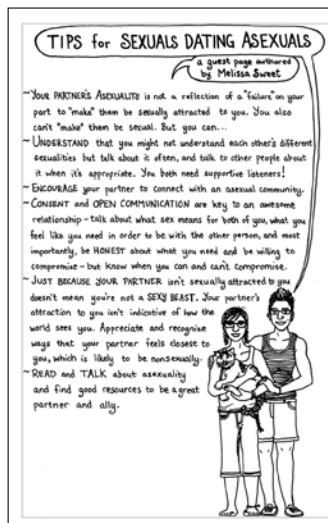 TIPS for SEXUALS DATING ASEXUALS
a guest page authored
by Melissa Sweet
~YOUR PARTNER'S ASEXUALITY is not a reflection of a "failure" on your
part to "make" them be sexually attracted to you. You also
can't "make" them be sexual. But you can...
~UNDERSTAND that you might not understand each other's different
sexualities but talk about it often, and talk to other people about
it when it's appropriate. You both need supportive listeners!
~ENCOURAGE your partner to connect with an asexual community.
~CONSENT and OPEN COMMUNICATION are key to an awesome
relationship - talk about what sex means for both of you, what you
feel like you need in order to be with the other person, and most
importantly, be HONEST about what you need and be willing to
compromise - but know when you can and can't compromise.
~JUST BECAUSE YOUR PARTNER isn't sexually attracted to you
doesn't mean you're not a SEXY BEAST. Your partner's
attraction to you isn't indicative of how the
world sees you. Appreciate and recognise
ways that your partner feels closest to
you, which is likely to be nonsexually.
~READ and TALK about asexuality
and find good resources to be a great
partner and ally.